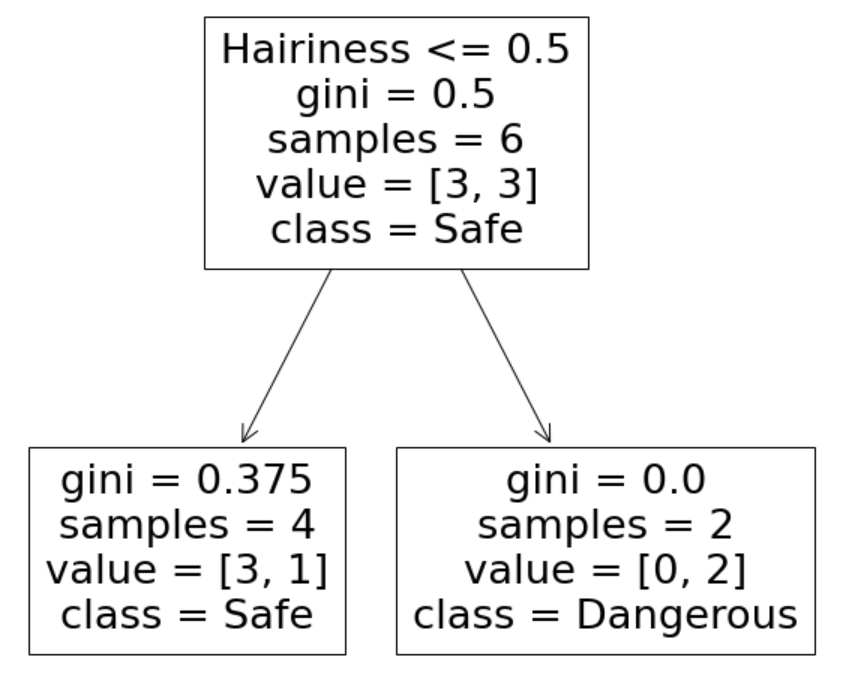 Hairiness <= 0.5
gini = 0.5
samples = 6
value = [3, 3]
class = Safe
gini = 0.375
samples = 4
value = [3, 1]
class = Safe
gini = 0.0
samples = 2
value = [0, 2]
class = Dangerous